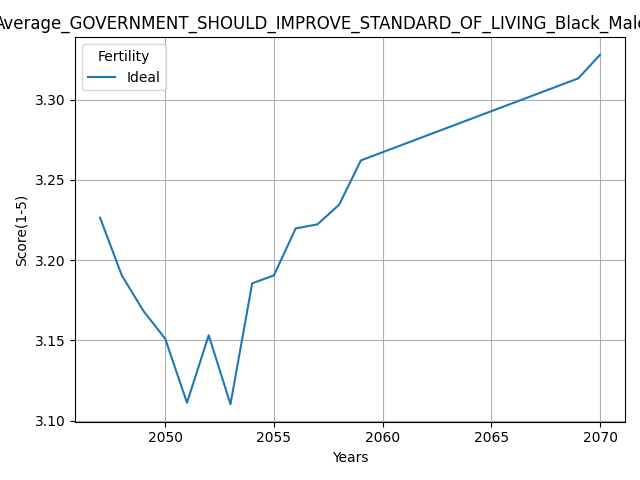 Average_GOVERNMENT_SHOULD_IMPROVE_STANDARD_OF_LIVING_Black_Male
Fertility
Ideal
Score(1-5)
3.30
3.25
3.20
3.15
3.10
2050 2055 2060 2065 2070
Years